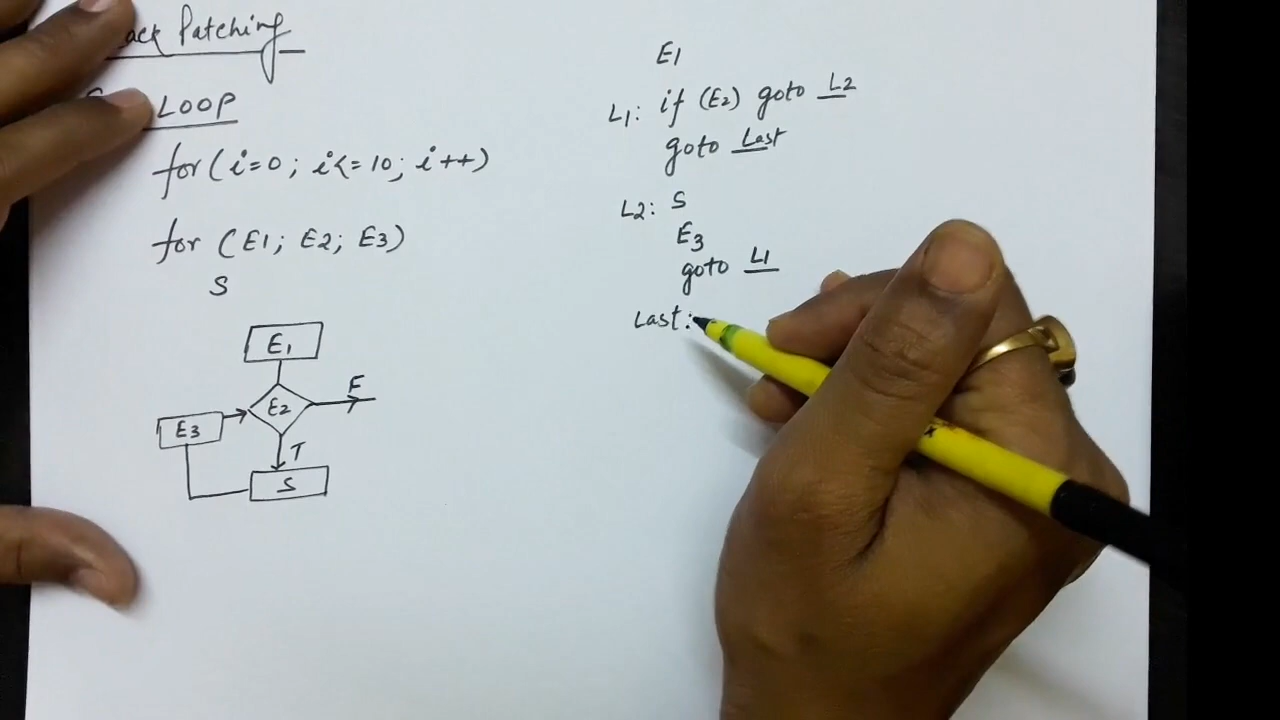 Patching
LOOP
for (i=0; i<=10; i++)
for (E1; E2; E3)
S
E1
E2
F
E3
T
S
E1
L1: if (E2) goto L2
goto Last
L2: S
E3
goto L1
Last: